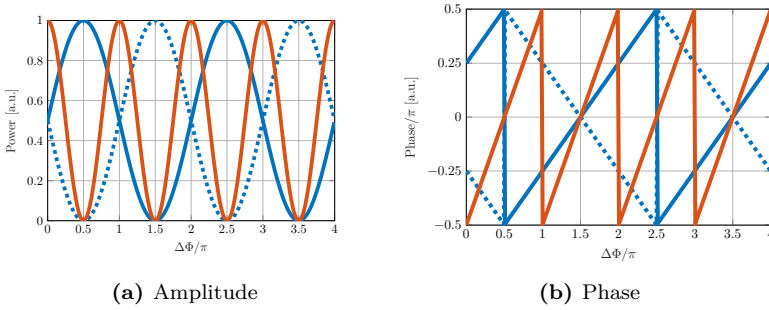 Power [a.u.]
1
0.8
0.6
0.4
0.2
0
0 0.5 1 1.5 2 2.5 3 3.5 4
ΔΦ/π
(a) Amplitude
Phase/π [a.u.]
0.5
0.25
0
−0.25
−0.5
0 0.5 1 1.5 2 2.5 3 3.5 4
ΔΦ/π
(b) Phase